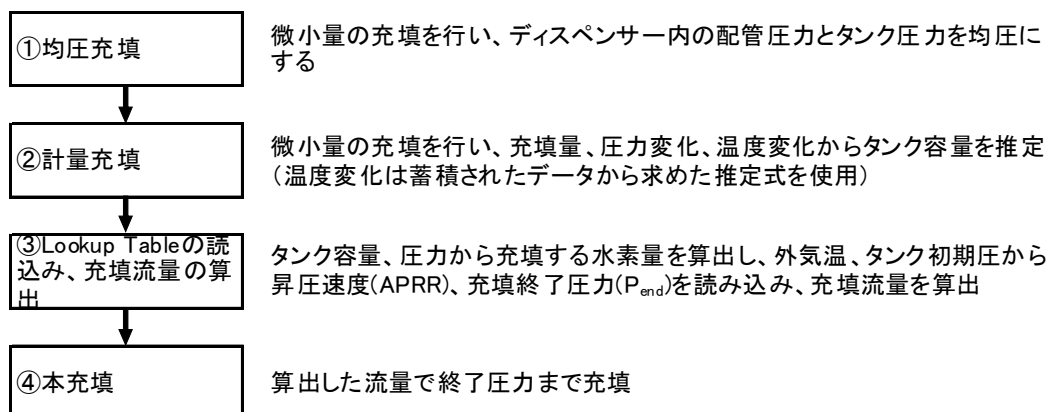 ①均圧充填
微小量の充填を行い、ディスペンサー内の配管圧力とタンク圧力を均圧に
する
②計量充填
微小量の充填を行い、充填量、圧力変化、温度変化からタンク容量を推定
（温度変化は蓄積されたデータから求めた推定式を使用）
③Lookup Tableの読
込み、充填流量の算
出
タンク容量、圧力から充填する水素量を算出し、外気温、タンク初期圧から
昇圧速度(APRR)、充填終了圧力(Pend)を読み込み、充填流量を算出
④本充填
算出した流量で終了圧力まで充填